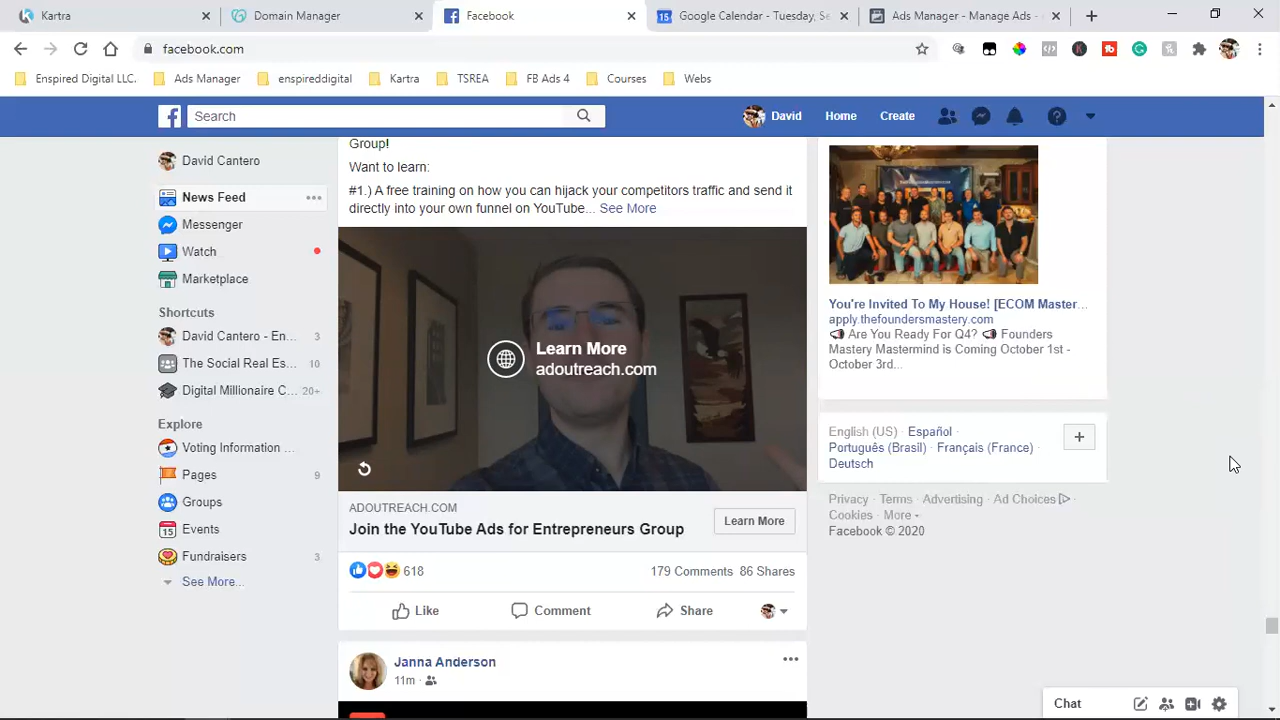 Kartra
Domain Manager
Facebook
Google Calendar - Tuesday, Se
Ads Manager - Manage Ads -
facebook.com
Enspired Digital LLC.
Ads Manager
enspireddigital
Kartra
TSREA
FB Ads 4
Courses
Webs
Search
David
Home
Create
David Cantero
News Feed
Messenger
Watch
Marketplace
Shortcuts
David Cantero - En... 3
The Social Real Es... 10
Digital Millionaire C... 20+
Explore
Voting Information ...
Pages 9
Groups
Events
Fundraisers 3
See More...
Group!
Want to learn:
#1.) A free training on how you can hijack your competitors traffic and send it
directly into your own funnel on YouTube... See More
Learn More
adoutreach.com
ADOUTREACH.COM
Join the YouTube Ads for Entrepreneurs Group
Learn More
618
179 Comments 86 Shares
Like
Comment
Share
Janna Anderson
11m ·
You're Invited To My House! [ECOM Master...
apply.thefoundersmastery.com
Are You Ready For Q4? Founders
Mastery Mastermind is Coming October 1st -
October 3rd...
English (US) · Español ·
Português (Brasil) · Français (France) ·
Deutsch
Privacy · Terms · Advertising · Ad Choices ·
Cookies · More
Facebook © 2020
Chat